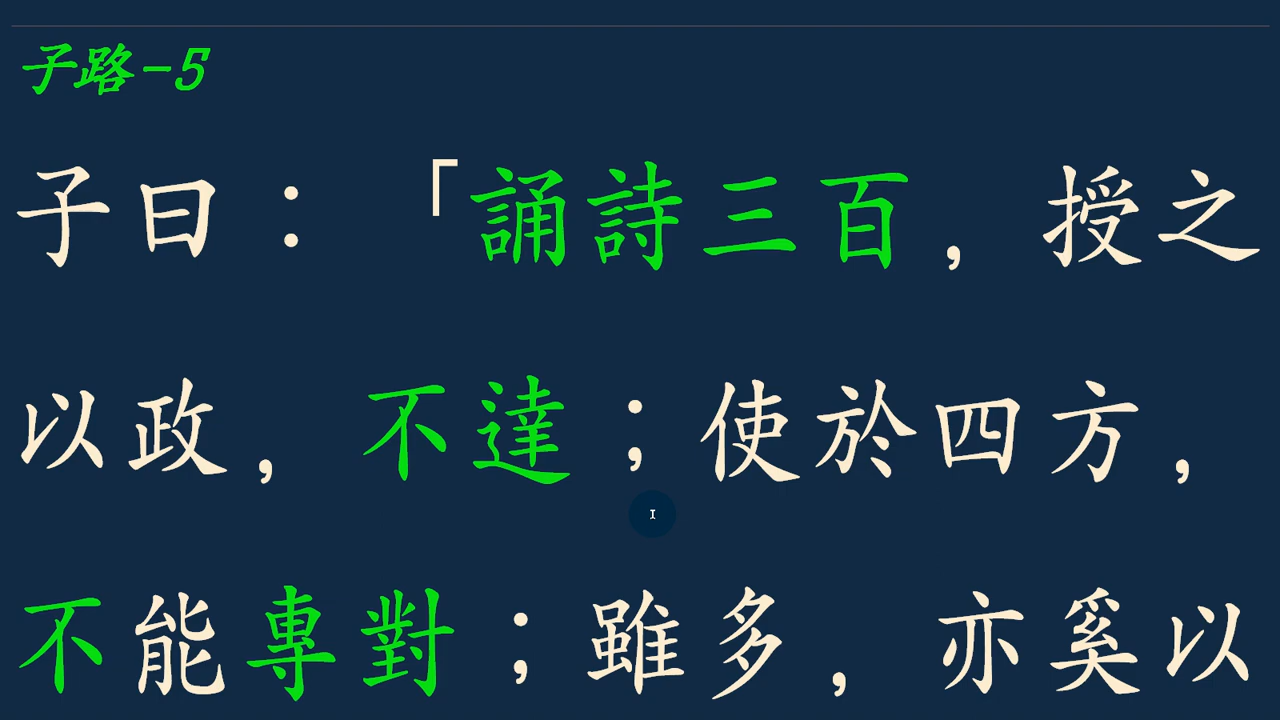 子路-5
子曰：「誦詩三百，授之
以政，不達；使於四方，
不能專對；雖多，亦奚以